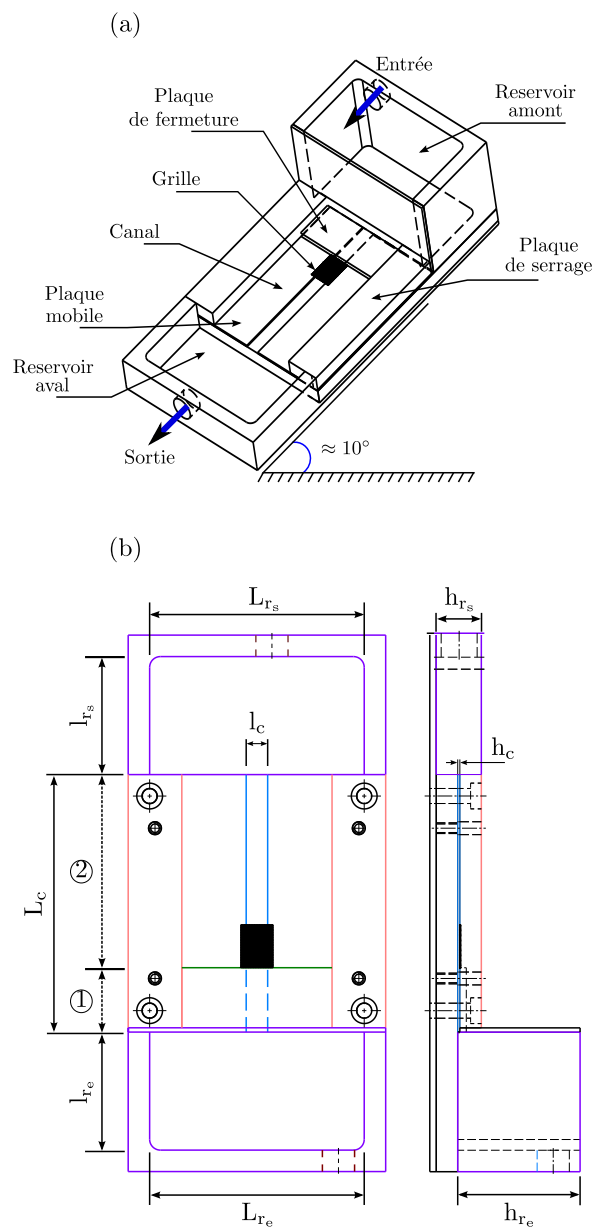 (a)
Entrée
Plaque
de fermeture
Reservoir
amont
Grille
Canal
Plaque
de serrage
Plaque
mobile
Reservoir
aval
Sortie
≈ 10°
(b)
L_{r_s}
h_{r_s}
l_{r_s}
l_c
h_c
②
L_c
①
l_{r_e}
L_{r_e}
h_{r_e}